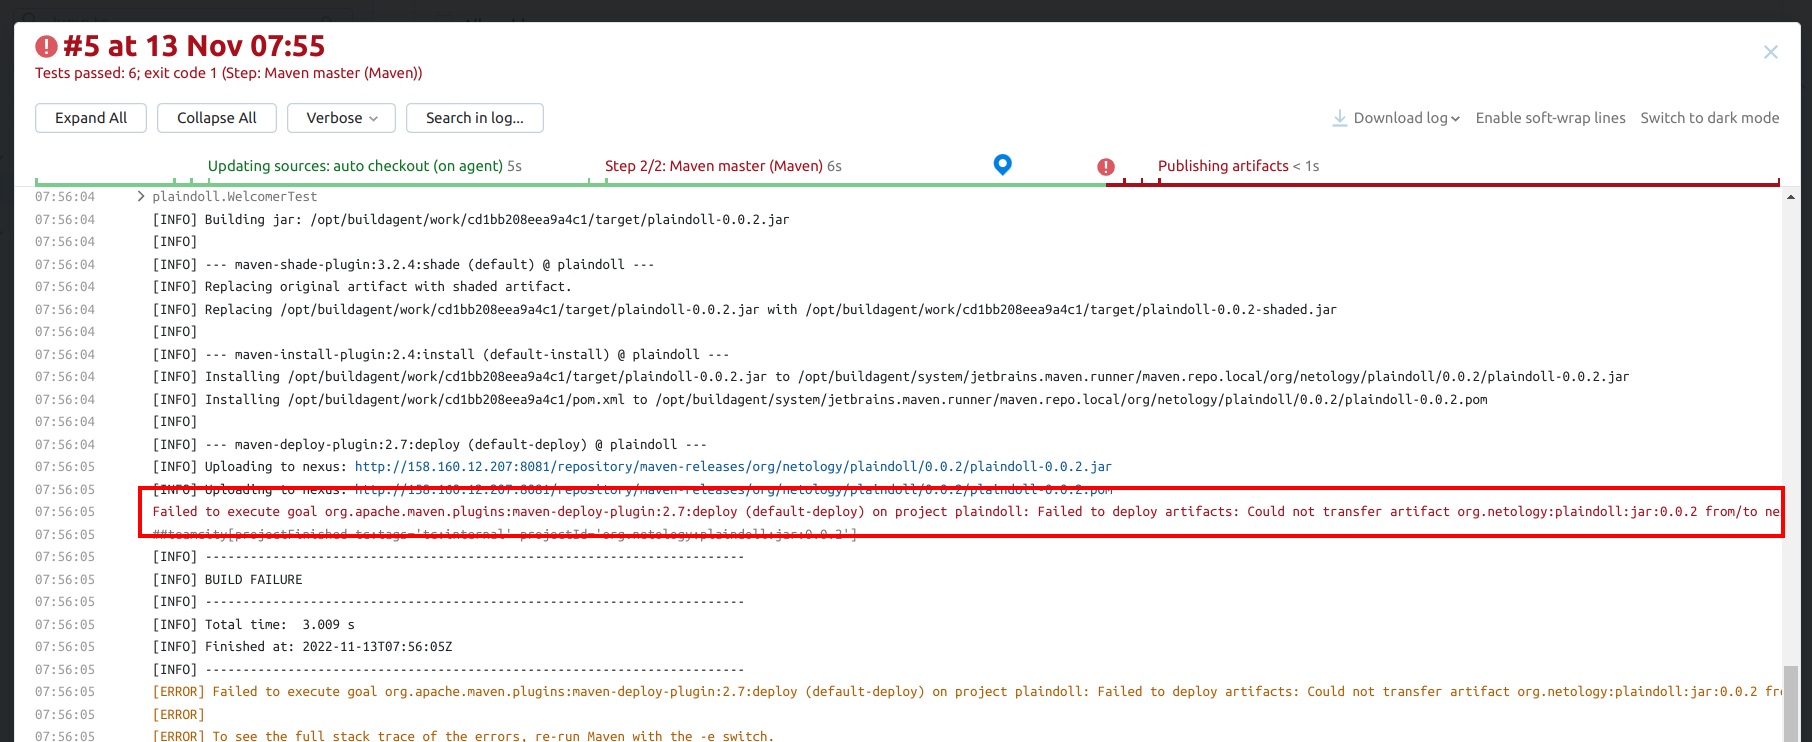 #5 at 13 Nov 07:55
Tests passed: 6; exit code 1 (Step: Maven master (Maven))
Expand All Collapse All Verbose Search in log... Download log Enable soft-wrap lines Switch to dark mode
Updating sources: auto checkout (on agent) 5s Step 2/2: Maven master (Maven) 6s Publishing artifacts < 1s
07:56:04 plaindoll.WelcomerTest
07:56:04 [INFO] Building jar: /opt/buildagent/work/cd1bb208eea9a4c1/target/plaindoll-0.0.2.jar
07:56:04 [INFO]
07:56:04 [INFO] --- maven-shade-plugin:3.2.4:shade (default) @ plaindoll ---
07:56:04 [INFO] Replacing original artifact with shaded artifact.
07:56:04 [INFO] Replacing /opt/buildagent/work/cd1bb208eea9a4c1/target/plaindoll-0.0.2.jar with /opt/buildagent/work/cd1bb208eea9a4c1/target/plaindoll-0.0.2-shaded.jar
07:56:04 [INFO]
07:56:04 [INFO] --- maven-install-plugin:2.4:install (default-install) @ plaindoll ---
07:56:04 [INFO] Installing /opt/buildagent/work/cd1bb208eea9a4c1/target/plaindoll-0.0.2.jar to /opt/buildagent/system/jetbrains.maven.runner/maven.repo.local/org/netology/plaindoll/0.0.2/plaindoll-0.0.2.jar
07:56:04 [INFO] Installing /opt/buildagent/work/cd1bb208eea9a4c1/pom.xml to /opt/buildagent/system/jetbrains.maven.runner/maven.repo.local/org/netology/plaindoll/0.0.2/plaindoll-0.0.2.pom
07:56:04 [INFO]
07:56:04 [INFO] --- maven-deploy-plugin:2.7:deploy (default-deploy) @ plaindoll ---
07:56:05 [INFO] Uploading to nexus: http://158.160.12.207:8081/repository/maven-releases/org/netology/plaindoll/0.0.2/plaindoll-0.0.2.jar
07:56:05 [INFO] Uploading to nexus: http://158.160.12.207:8081/repository/maven-releases/org/netology/plaindoll/0.0.2/plaindoll-0.0.2.pom
07:56:05 Failed to execute goal org.apache.maven.plugins:maven-deploy-plugin:2.7:deploy (default-deploy) on project plaindoll: Failed to deploy artifacts: Could not transfer artifact org.netology:plaindoll:jar:0.0.2 from/to ne
07:56:05 ##teamcity[projectFinished tc:tags='tc:internal' projectId='org.netology:plaindoll:jar:0.0.2']
07:56:05 [INFO] ------------------------------------------------------------------------
07:56:05 [INFO] BUILD FAILURE
07:56:05 [INFO] ------------------------------------------------------------------------
07:56:05 [INFO] Total time:  3.009 s
07:56:05 [INFO] Finished at: 2022-11-13T07:56:05Z
07:56:05 [INFO] ------------------------------------------------------------------------
07:56:05 [ERROR] Failed to execute goal org.apache.maven.plugins:maven-deploy-plugin:2.7:deploy (default-deploy) on project plaindoll: Failed to deploy artifacts: Could not transfer artifact org.netology:plaindoll:jar:0.0.2 fr
07:56:05 [ERROR]
07:56:05 [ERROR] To see the full stack trace of the errors, re-run Maven with the -e switch.